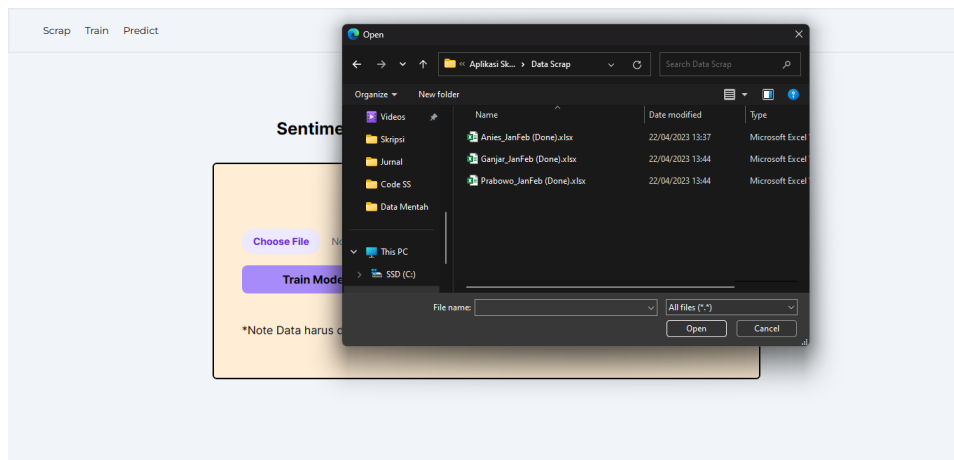 Scrap Train Predict
Open
Aplikasi Sk... › Data Scrap
Search Data Scrap
Organize
New folder
Videos
Skripsi
Jurnal
Code SS
Data Mentah
This PC
SSD (C:)
Name Date modified Type
Anies_JanFeb (Done).xlsx 22/04/2023 13:37 Microsoft Excel
Ganjar_JanFeb (Done).xlsx 22/04/2023 13:44 Microsoft Excel
Prabowo_JanFeb (Done).xlsx 22/04/2023 13:44 Microsoft Excel
File name:
All files (*.*)
Open Cancel
Sentime
Choose File No
Train Mode
*Note Data harus d